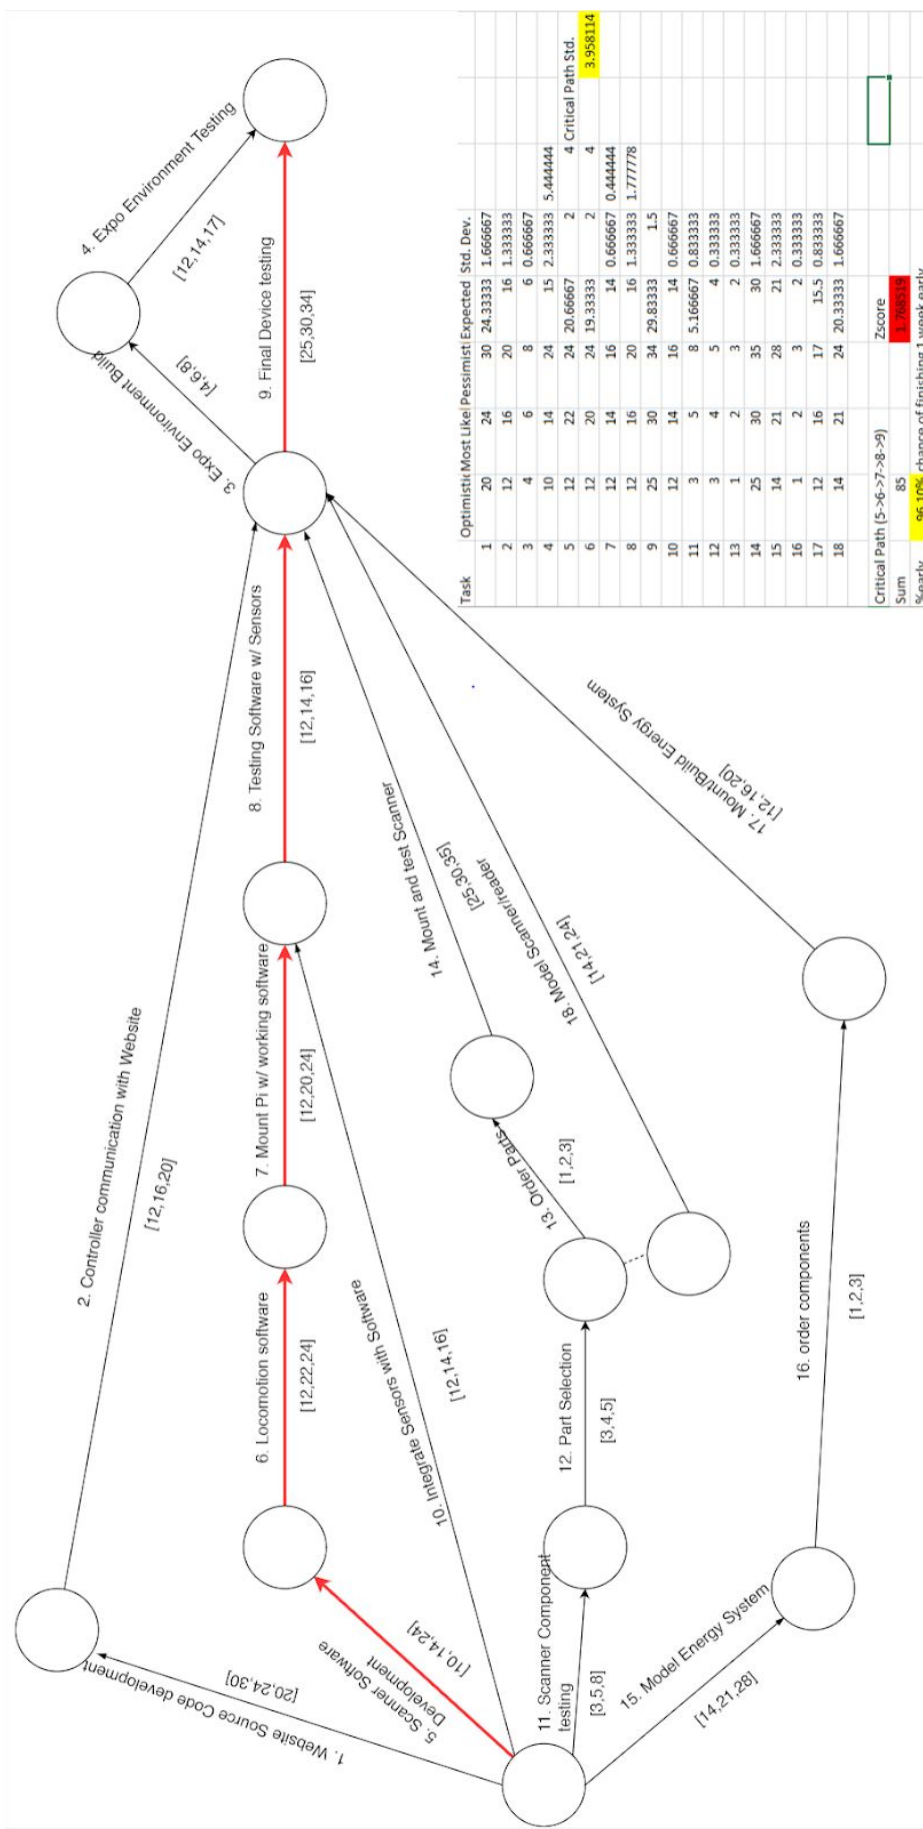 1. Website Source Code development
[20,24,30]
2. Controller communication with Website
[12,16,20]
3. Expo Environment Build
[4,6,8]
4. Expo Environment Testing
[12,14,17]
5. Scanner Software
Development
[10,14,24]
6. Locomotion software
[12,22,24]
7. Mount Pi w/ working software
[12,20,24]
8. Testing Software w/ Sensors
[12,14,16]
9. Final Device testing
[25,30,34]
10. Integrate Sensors with Software
[12,14,16]
11. Scanner Component
testing
[3,5,8]
12. Part Selection
[3,4,5]
13. Order Parts
[1,2,3]
14. Mount and test Scanner
[25,30,35]
18. Model Scanner/reader
[14,21,24]
15. Model Energy System
[14,21,28]
16. order components
[1,2,3]
17. Mount/Build Energy System
[12,16,20]
Task Optimistic Most Likel Pessimisti Expected Std. Dev.
1 20 24 30 24.33333 1.666667
2 12 16 20 16 1.333333
3 4 6 8 6 0.666667
4 10 14 24 15 2.333333 5.444444
5 12 22 24 20.66667 2 4 Critical Path Std.
6 12 20 24 19.33333 2 4 3.958114
7 12 14 16 14 0.666667 0.444444
8 12 16 20 16 1.333333 1.777778
9 25 30 34 29.83333 1.5
10 12 14 16 14 0.666667
11 3 5 8 5.166667 0.833333
12 3 4 5 4 0.333333
13 1 2 3 2 0.333333
14 25 30 35 30 1.666667
15 14 21 28 21 2.333333
16 1 2 3 2 0.333333
17 12 16 17 15.5 0.833333
18 14 21 24 20.33333 1.666667
Critical Path (5->6->7->8->9) Zscore
Sum 85 1.768519
%early 96.10% chance of finishing 1 week early